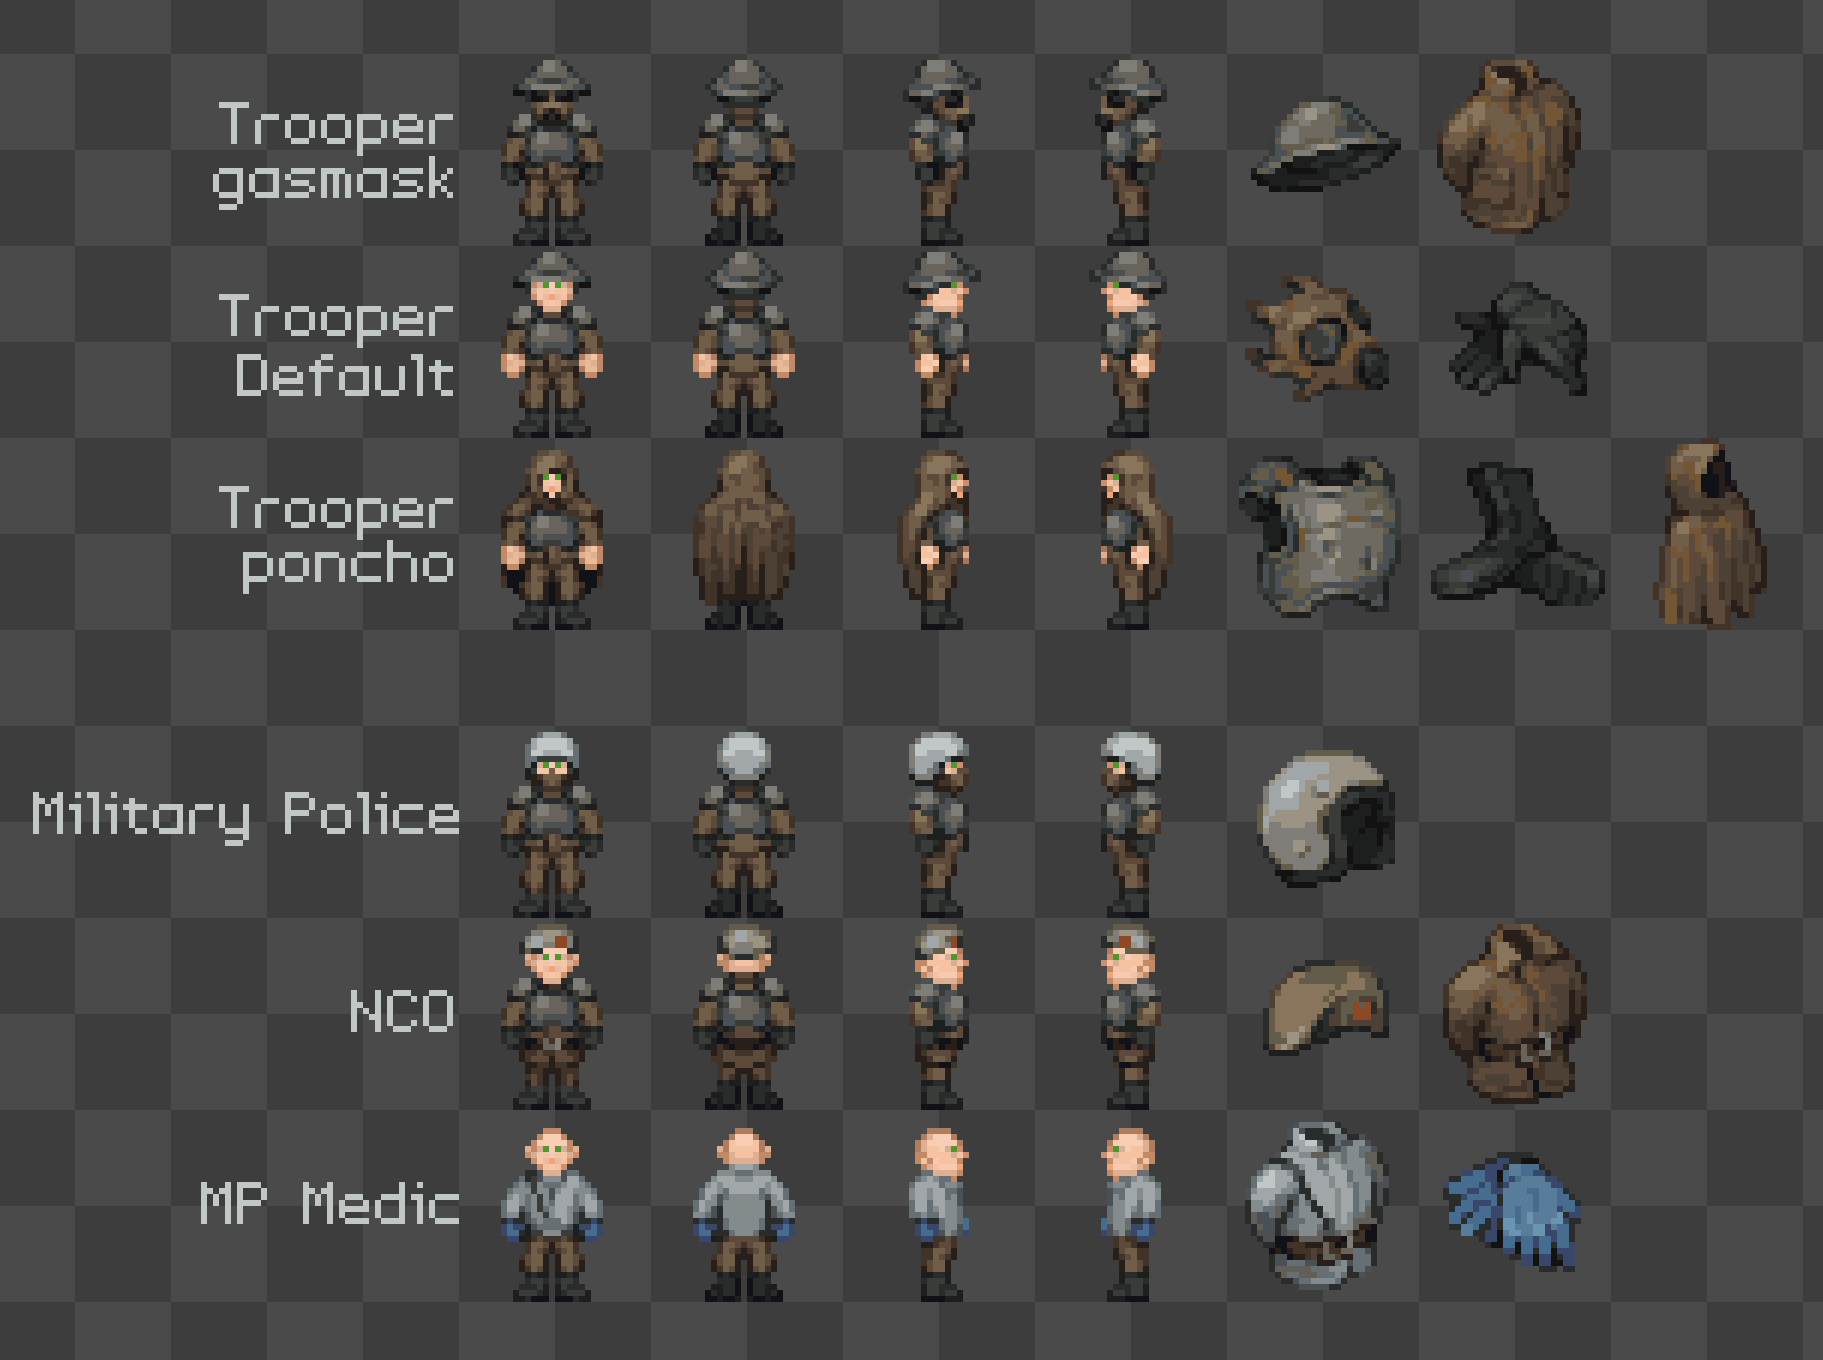 Trooper
gasmask
Trooper
Default
Trooper
poncho
Military Police
NCO
MP Medic